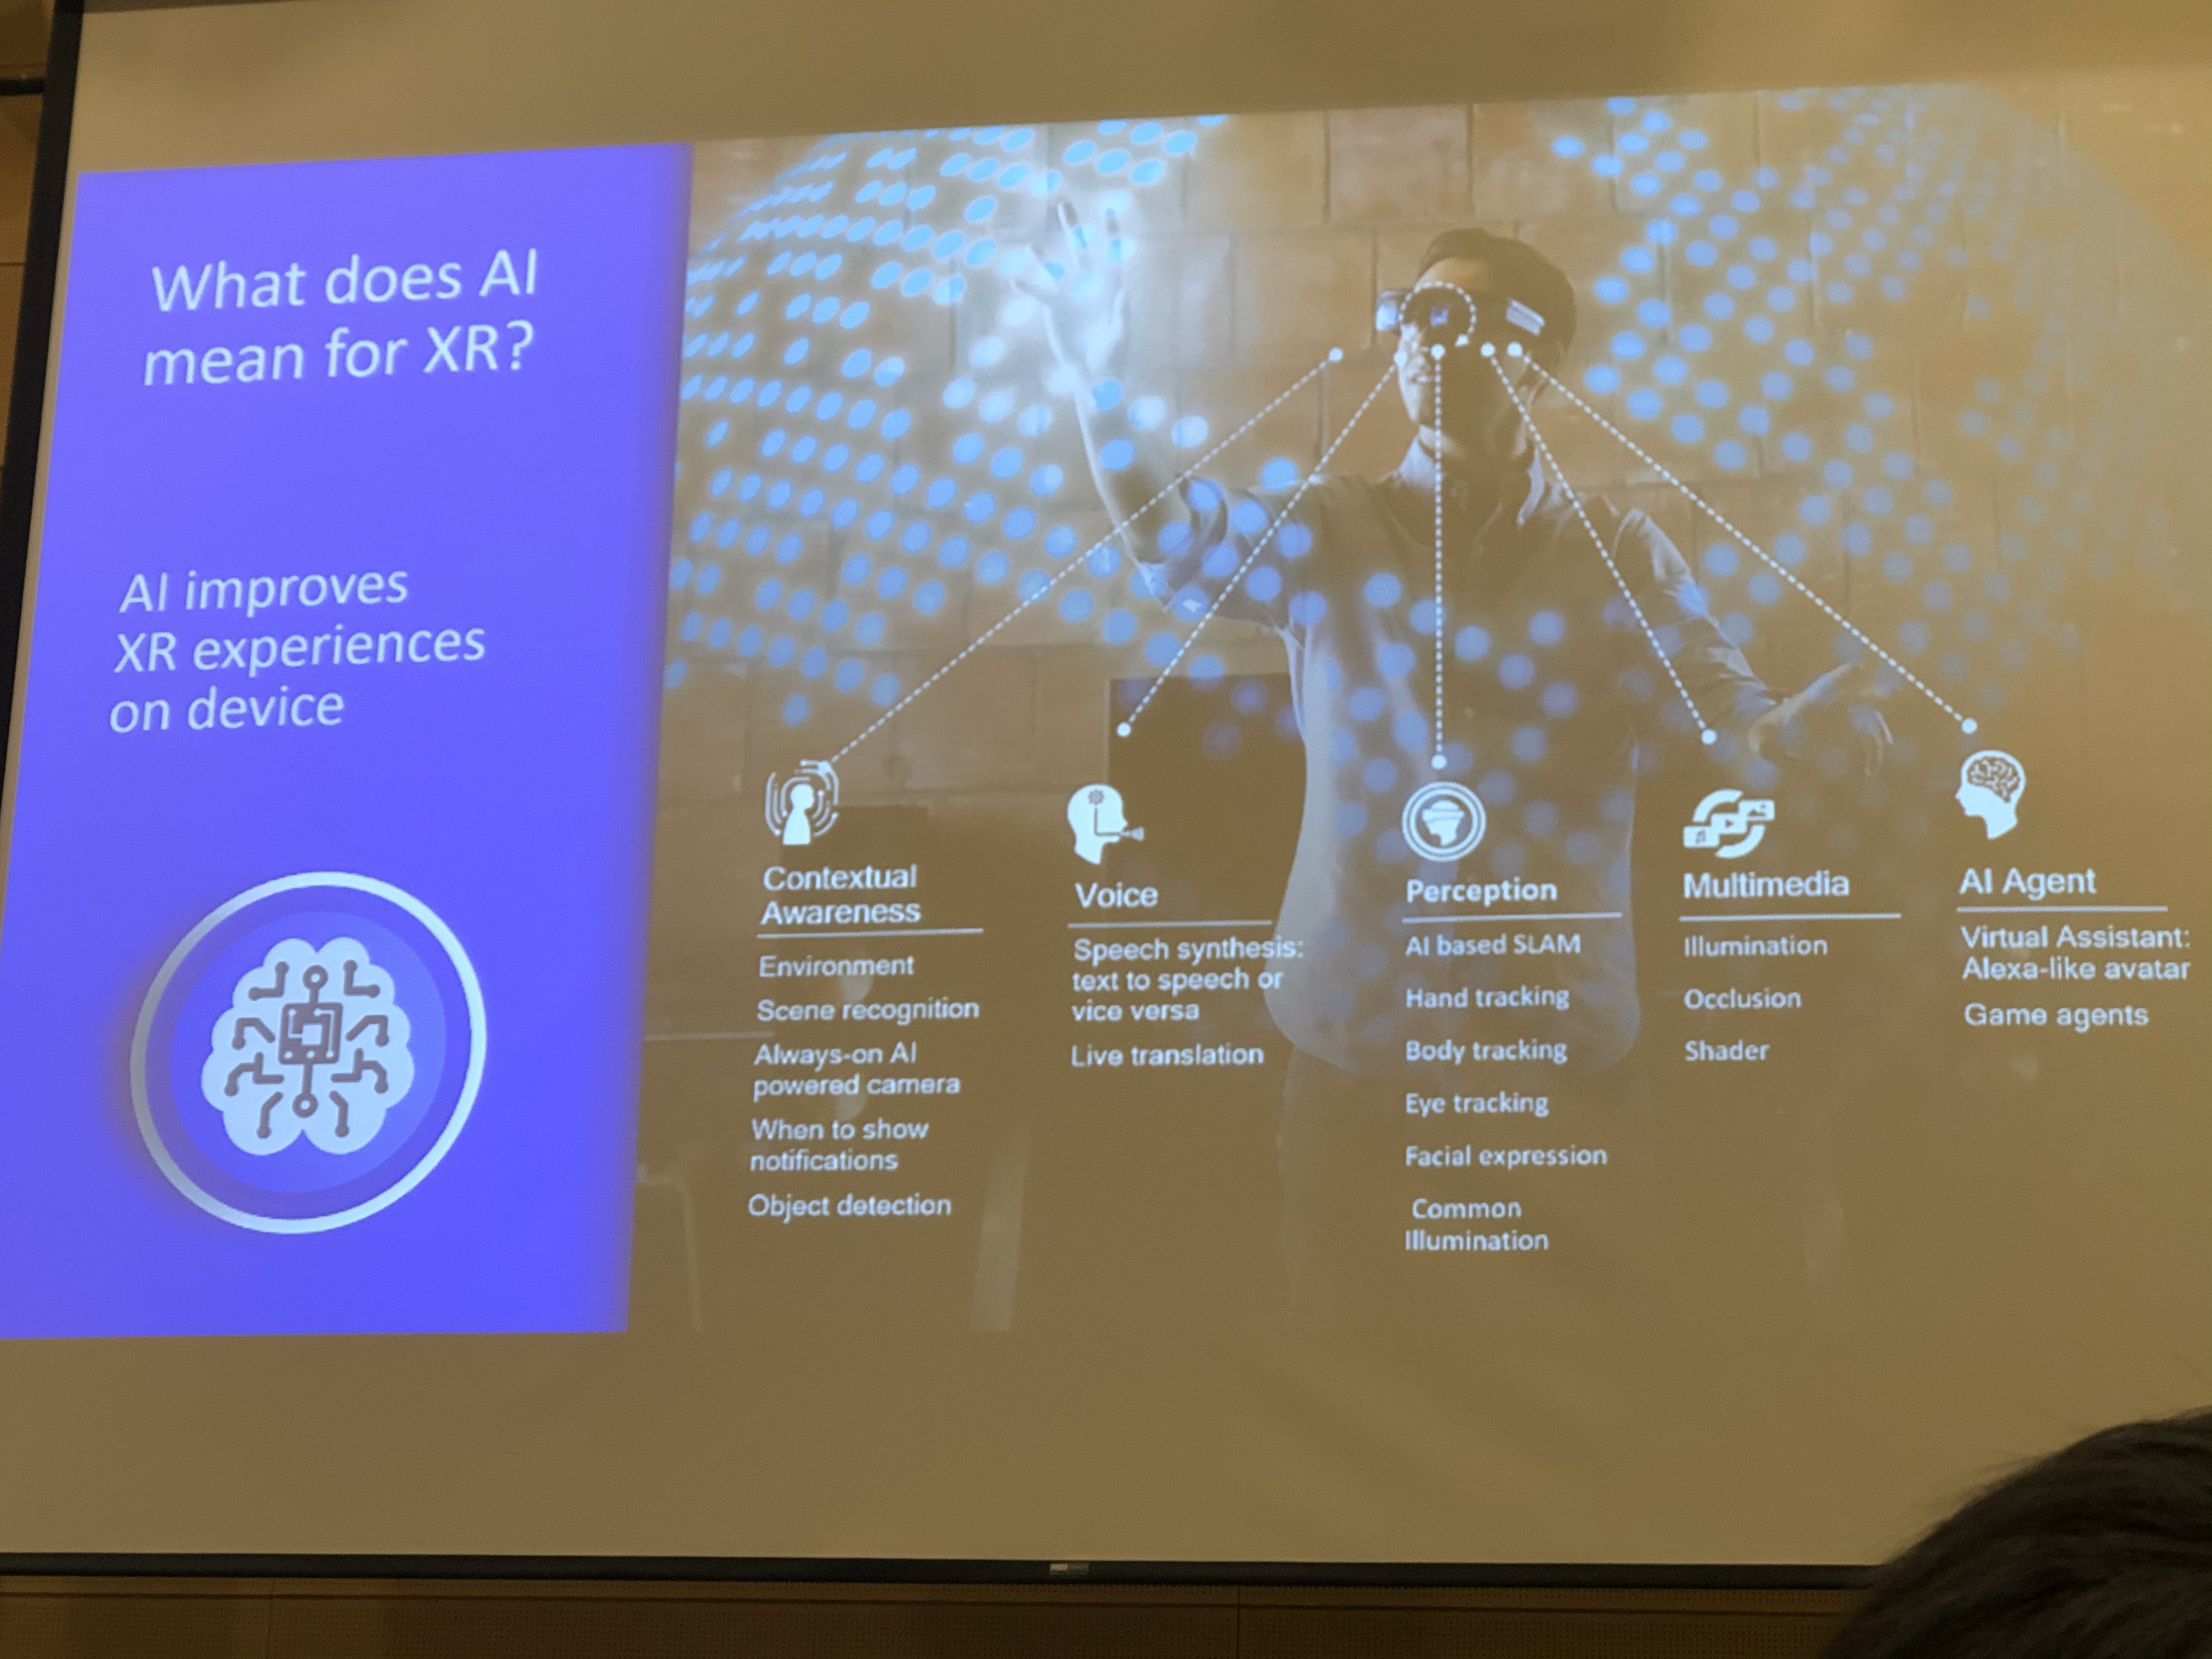 What does AI
mean for XR?
AI improves
XR experiences
on device
Contextual
Awareness
Environment
Scene recognition
Always-on AI
powered camera
When to show
notifications
Object detection
Voice
Speech synthesis:
text to speech or
vice versa
Live translation
Perception
AI based SLAM
Hand tracking
Body tracking
Eye tracking
Facial expression
Common
Illumination
Multimedia
Illumination
Occlusion
Shader
AI Agent
Virtual Assistant:
Alexa-like avatar
Game agents